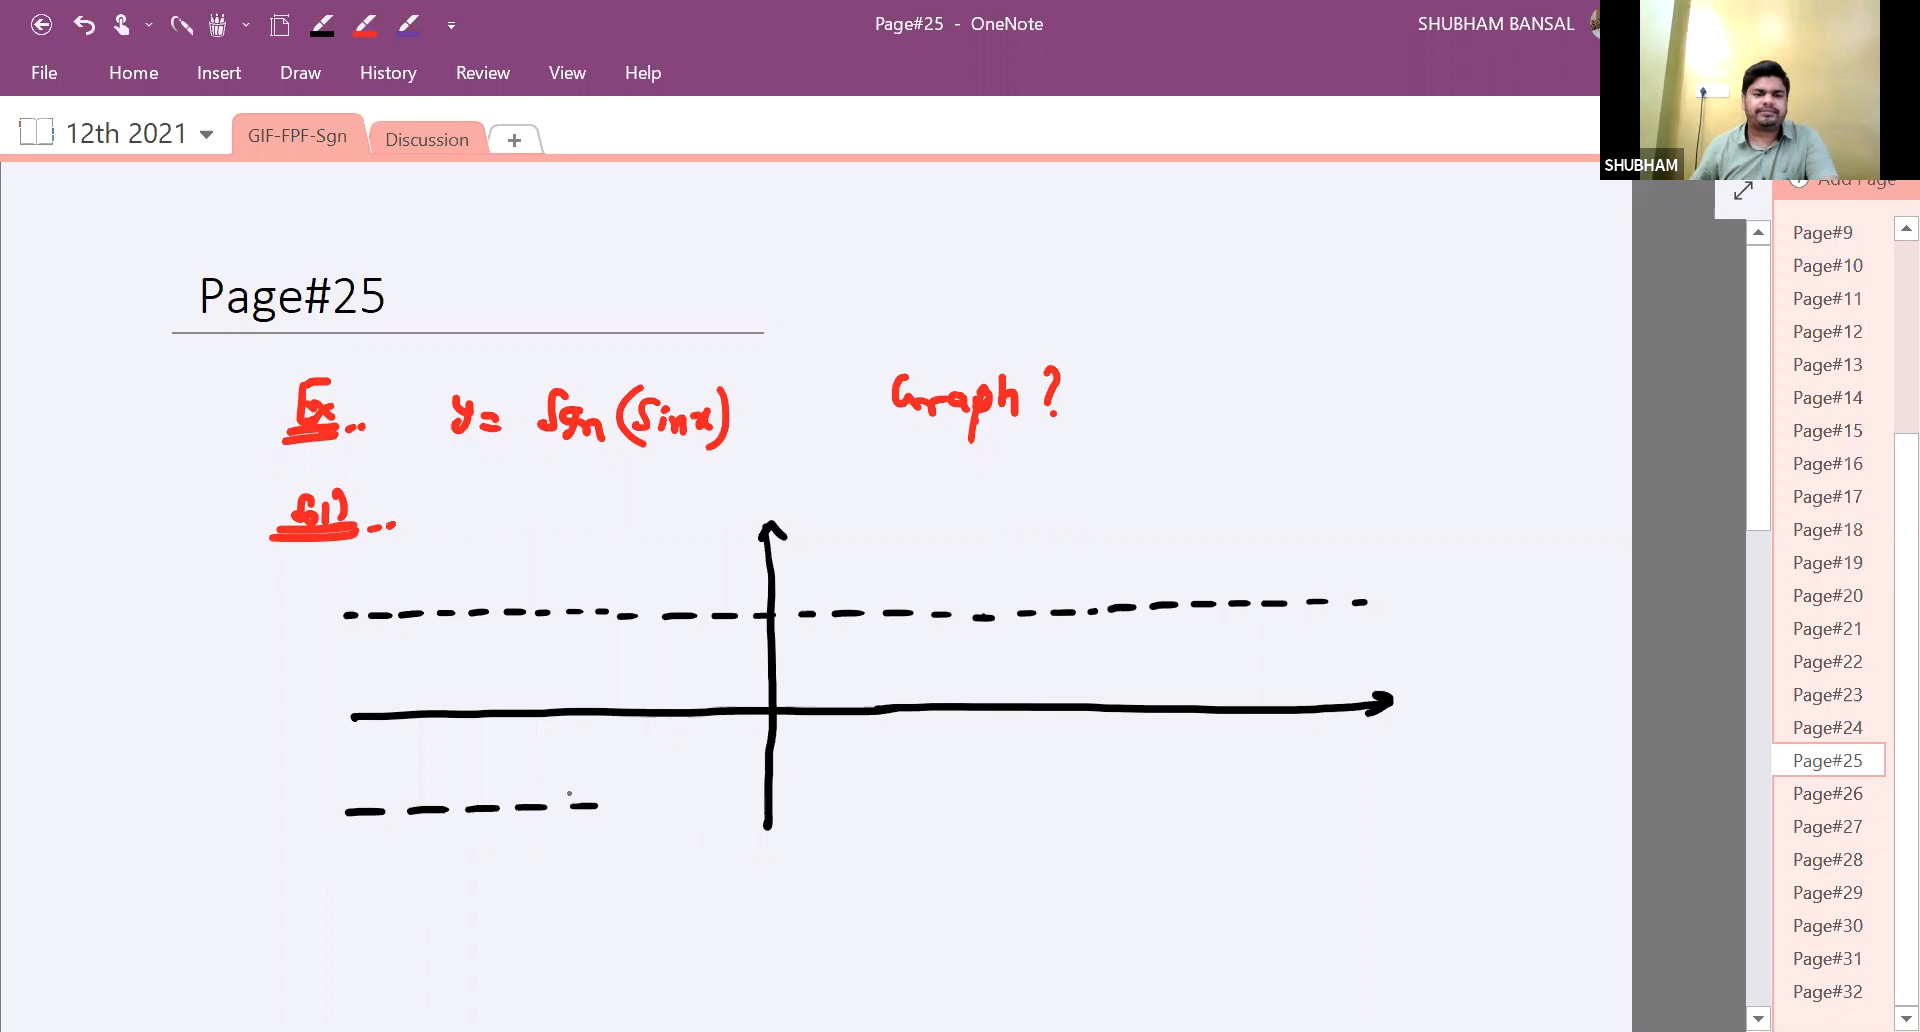 Page#25 - OneNote
SHUBHAM BANSAL
File Home Insert Draw History Review View Help
12th 2021
GIF-FPF-Sgn
Discussion
SHUBHAM
Add Page
Page#9
Page#10
Page#11
Page#12
Page#13
Page#14
Page#15
Page#16
Page#17
Page#18
Page#19
Page#20
Page#21
Page#22
Page#23
Page#24
Page#25
Page#26
Page#27
Page#28
Page#29
Page#30
Page#31
Page#32
Page#25
Ex.. y = Sgn (Sinx) Graph ?